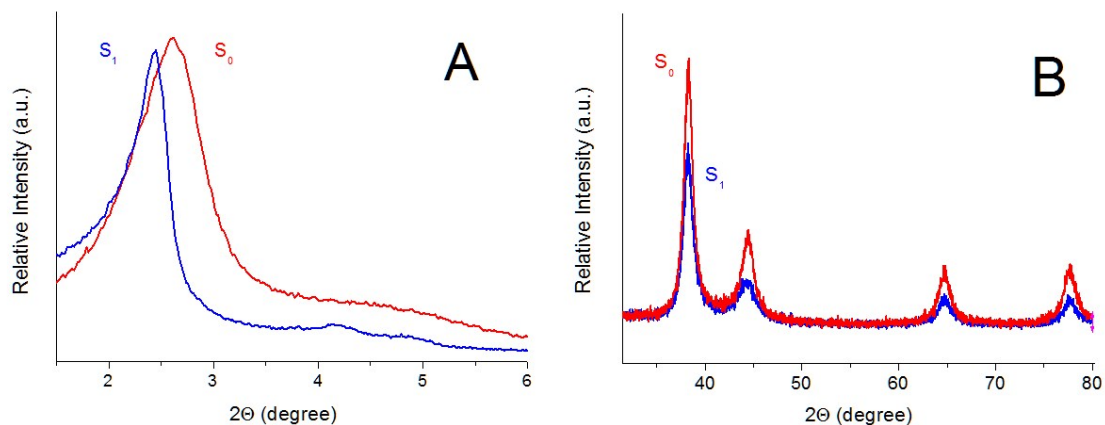 A
S₁
S₀
Relative Intensity (a.u.)
2 3 4 5 6
2Θ (degree)
B
S₀
S₁
Relative Intensity (a.u.)
40 50 60 70 80
2Θ (degree)